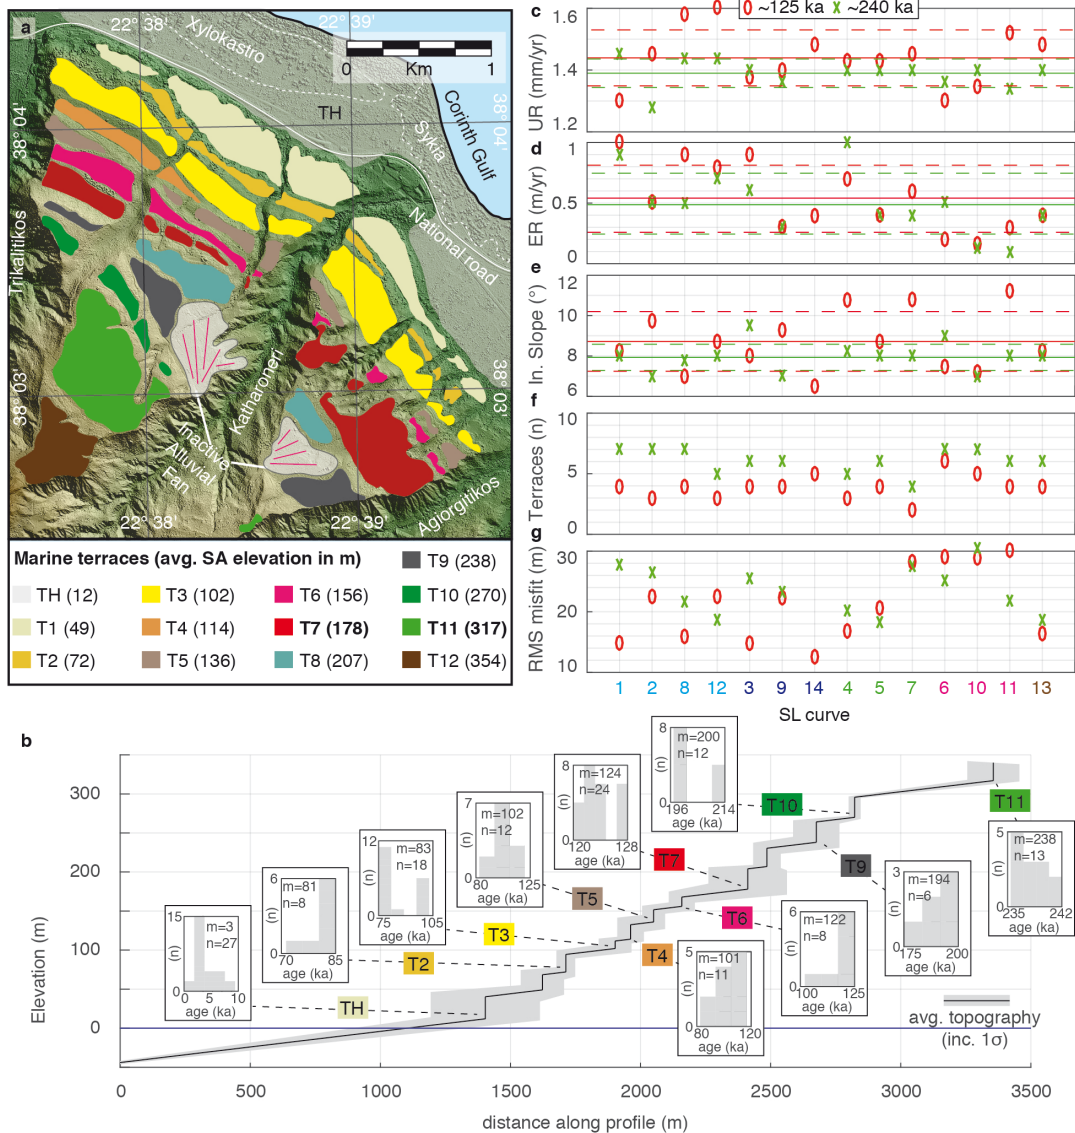 a
22° 38'
22° 39'
Xylokastro
0 Km 1
TH
Sykia
Corinth Gulf
38° 04'
38° 04'
National road
Trikalitikos
Katharoneri
38° 03'
38° 03'
Inactive
Alluvial
Fan
Agiorgitikos
22° 38'
22° 39'
Marine terraces (avg. SA elevation in m)
T9 (238)
TH (12)
T3 (102)
T6 (156)
T10 (270)
T1 (49)
T4 (114)
T7 (178)
T11 (317)
T2 (72)
T5 (136)
T8 (207)
T12 (354)
c
~125 ka
~240 ka
1.6
1.4
1.2
UR (mm/yr)
d
1
0.5
0
ER (m/yr)
e
12
10
8
6
In. Slope (°)
f
10
5
0
Terraces (n)
g
30
20
10
RMS misfit (m)
1 2 8 12 3 9 14 4 5 7 6 10 11 13
SL curve
b
Elevation (m)
300
200
100
0
0 500 1000 1500 2000 2500 3000 3500
distance along profile (m)
15
(n)
0
m=3
n=27
0 5 10
age (ka)
TH
6
(n)
0
m=81
n=8
70 85
age (ka)
T2
12
(n)
0
m=83
n=18
75 105
age (ka)
T3
7
(n)
0
m=102
n=12
80 125
age (ka)
T5
8
(n)
0
m=124
n=24
120 128
age (ka)
T7
8
(n)
0
m=200
n=12
196 214
age (ka)
T10
T4
5
(n)
0
m=101
n=11
80 120
age (ka)
T6
6
(n)
0
m=122
n=8
100 125
age (ka)
T9
3
(n)
0
m=194
n=6
175 200
age (ka)
T11
5
(n)
0
m=238
n=13
235 242
age (ka)
avg. topography
(inc. 1σ)